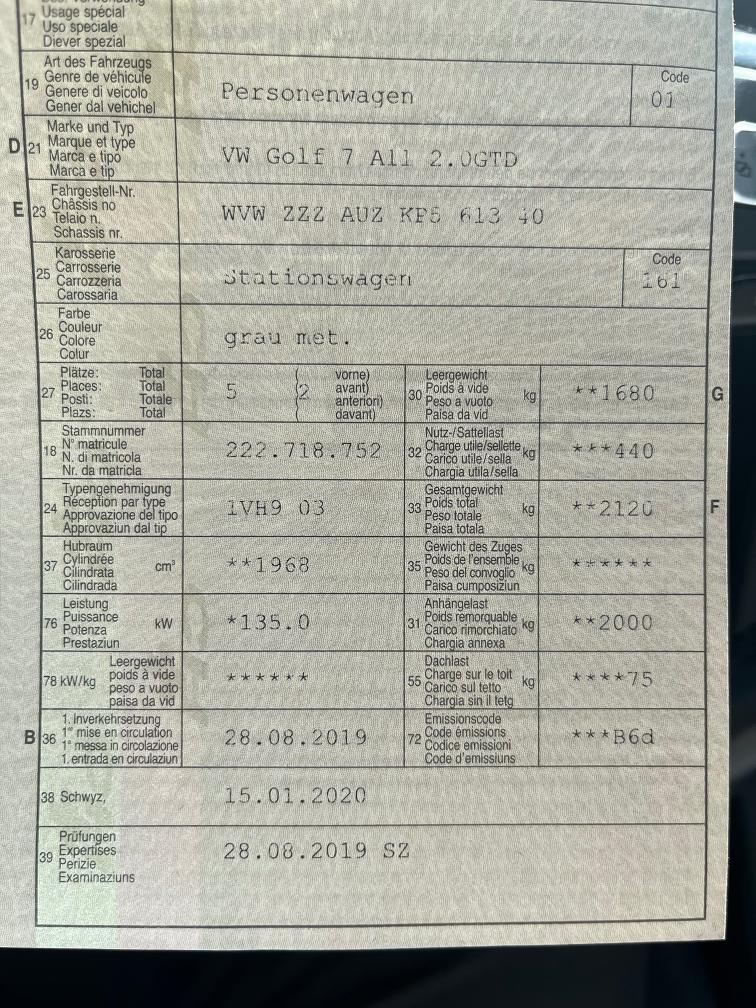 17 Usage spécial
Uso speciale
Diever spezial
19 Art des Fahrzeugs
Genre de véhicule
Genere di veicolo
Gener dal vehichel
Personenwagen
Code
01
D 21 Marke und Typ
Marque et type
Marca e tipo
Marca e tip
VW Golf 7 All 2.0GTD
E 23 Fahrgestell-Nr.
Châssis no
Telaio n.
Schassis nr.
WVW ZZZ AUZ KP5 613 40
25 Karosserie
Carrosserie
Carrozzeria
Carossaria
Stationswagen
Code
161
26 Farbe
Couleur
Colore
Colur
grau met.
27 Plätze: Total
Places: Total
Posti: Totale
Plazs: Total
5 (2 vorne)
avant)
anteriori)
davant)
30 Leergewicht
Poids à vide
Peso a vuoto
Paisa da vid
kg **1680 G
18 Stammnummer
N° matricule
N. di matricola
Nr. da matricla
222.718.752
32 Nutz-/Sattellast
Charge utile/sellette
Carico utile/sella
Chargia utila/sella
kg ***440
24 Typengenehmigung
Réception par type
Approvazione del tipo
Approvaziun dal tip
1VH9 03
33 Gesamtgewicht
Poids total
Peso totale
Paisa totala
kg **2120 F
37 Hubraum
Cylindrée
Cilindrata
Cilindrada
cm³ **1968
35 Gewicht des Zuges
Poids de l'ensemble
Peso del convoglio
Paisa cumposiziun
kg ******
76 Leistung
Puissance
Potenza
Prestaziun
kW *135.0
31 Anhängelast
Poids remorquable
Carico rimorchiato
Chargia annexa
kg **2000
78 kW/kg Leergewicht
poids à vide
peso a vuoto
paisa da vid
******
55 Dachlast
Charge sur le toit
Carico sul tetto
Chargia sin il tetg
kg ****75
B 36 1. Inverkehrsetzung
1re mise en circulation
1a messa in circolazione
1. entrada en circulaziun
28.08.2019
72 Emissionscode
Code émissions
Codice emissioni
Code d'emissiuns
***B6d
38 Schwyz,
15.01.2020
39 Prüfungen
Expertises
Perizie
Examinaziuns
28.08.2019 SZ